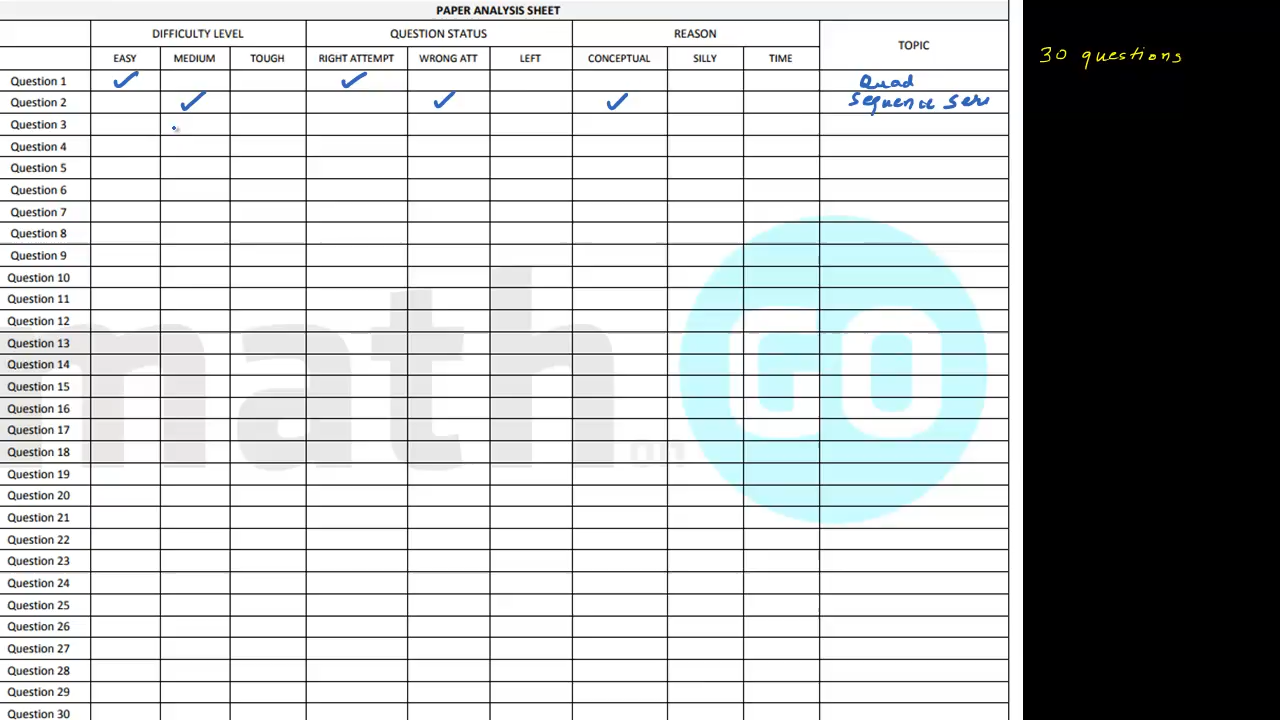 PAPER ANALYSIS SHEET
DIFFICULTY LEVEL QUESTION STATUS REASON TOPIC
EASY MEDIUM TOUGH RIGHT ATTEMPT WRONG ATT LEFT CONCEPTUAL SILLY TIME
30 questions
Question 1 ✓ ✓ Quad
Question 2 ✓ ✓ ✓ Sequence Seri
Question 3
Question 4
Question 5
Question 6
Question 7
Question 8
Question 9
Question 10
Question 11
Question 12
Question 13
Question 14
Question 15
Question 16
Question 17
Question 18
Question 19
Question 20
Question 21
Question 22
Question 23
Question 24
Question 25
Question 26
Question 27
Question 28
Question 29
Question 30
mathonGO